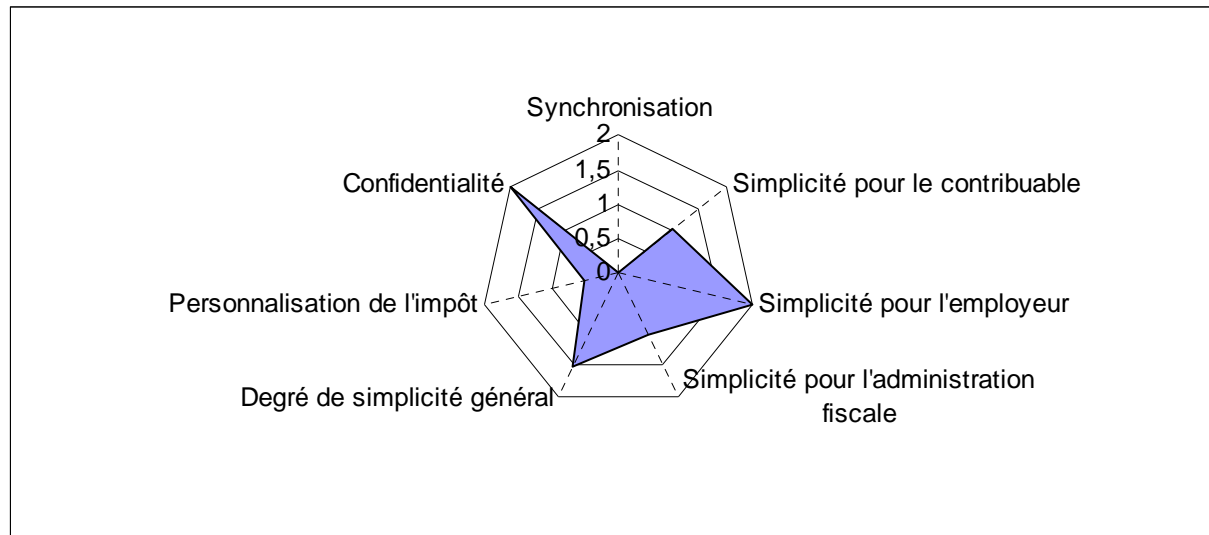 Synchronisation
2
Confidentialité
1,5
Simplicité pour le contribuable
1
0,5
0
Personnalisation de l'impôt
Simplicité pour l'employeur
Simplicité pour l'administration
fiscale
Degré de simplicité général